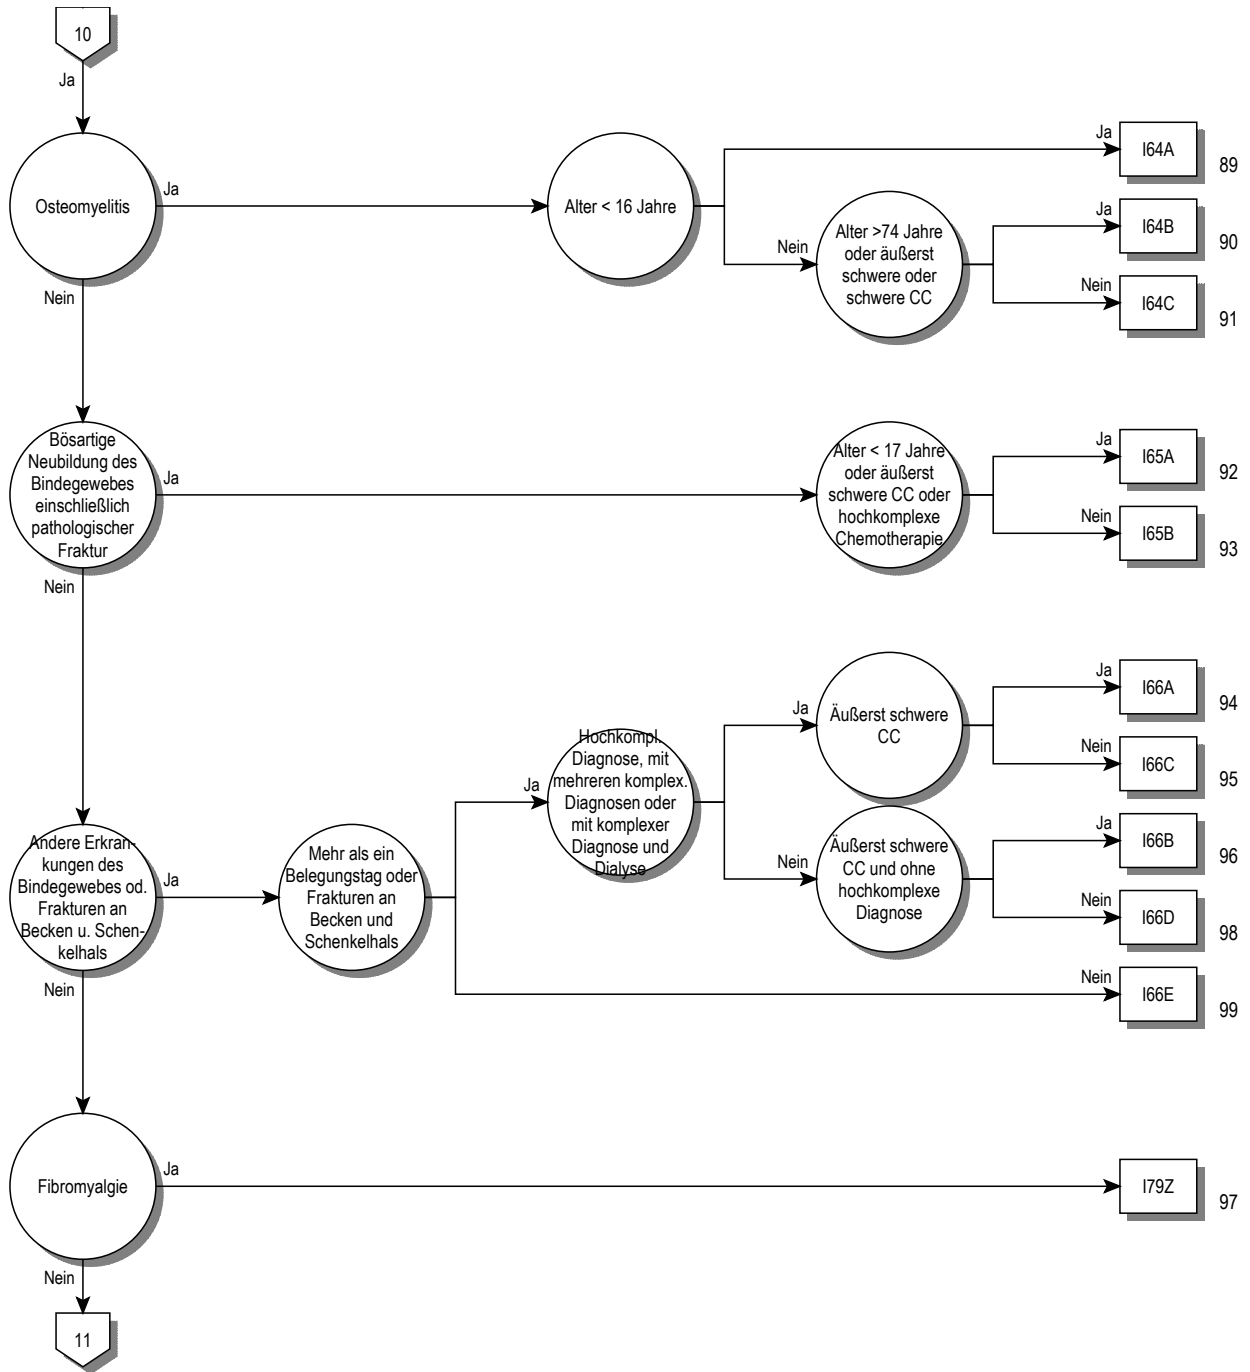 10
Ja
Osteomyelitis
Ja
Alter < 16 Jahre
Ja
I64A
89
Nein
Alter >74 Jahre
oder äußerst
schwere oder
schwere CC
Ja
I64B
90
Nein
I64C
91
Nein
Bösartige
Neubildung des
Bindegewebes
einschließlich
pathologischer
Fraktur
Ja
Alter < 17 Jahre
oder äußerst
schwere CC oder
hochkomplexe
Chemotherapie
Ja
I65A
92
Nein
I65B
93
Nein
Andere Erkran-
kungen des
Bindegewebes od.
Frakturen an
Becken u. Schen-
kelhals
Ja
Mehr als ein
Belegungstag oder
Frakturen an
Becken und
Schenkelhals
Ja
Hochkompl.
Diagnose, mit
mehreren komplex.
Diagnosen oder
mit komplexer
Diagnose und
Dialyse
Ja
Äußerst schwere
CC
Ja
I66A
94
Nein
I66C
95
Nein
Äußerst schwere
CC und ohne
hochkomplexe
Diagnose
Ja
I66B
96
Nein
I66D
98
Nein
I66E
99
Nein
Fibromyalgie
Ja
I79Z
97
Nein
11